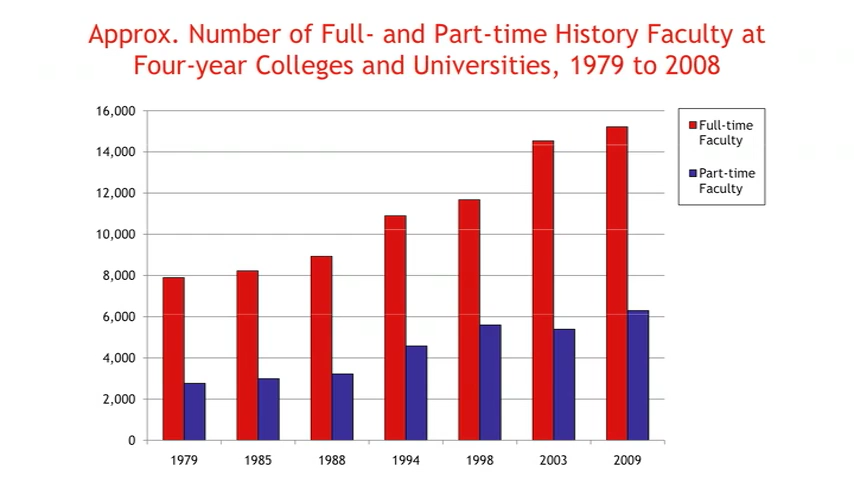 Approx. Number of Full- and Part-time History Faculty at
Four-year Colleges and Universities, 1979 to 2008
16,000
14,000
12,000
10,000
8,000
6,000
4,000
2,000
0
1979 1985 1988 1994 1998 2003 2009
Full-time
Faculty
Part-time
Faculty